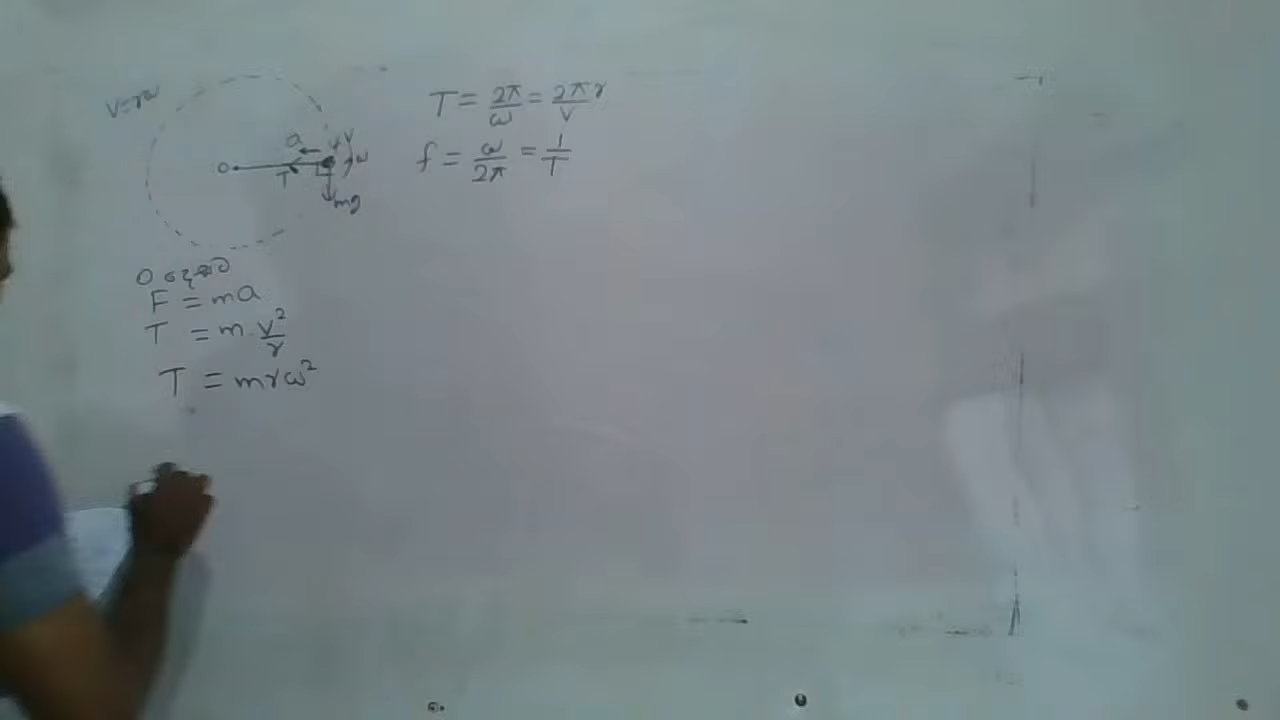 V=rω
a
V
ω
O
T
mg
T = 2π/ω = 2πr/V
f = ω/2π = 1/T
F = ma
T = m. V²/r
T = mrω²